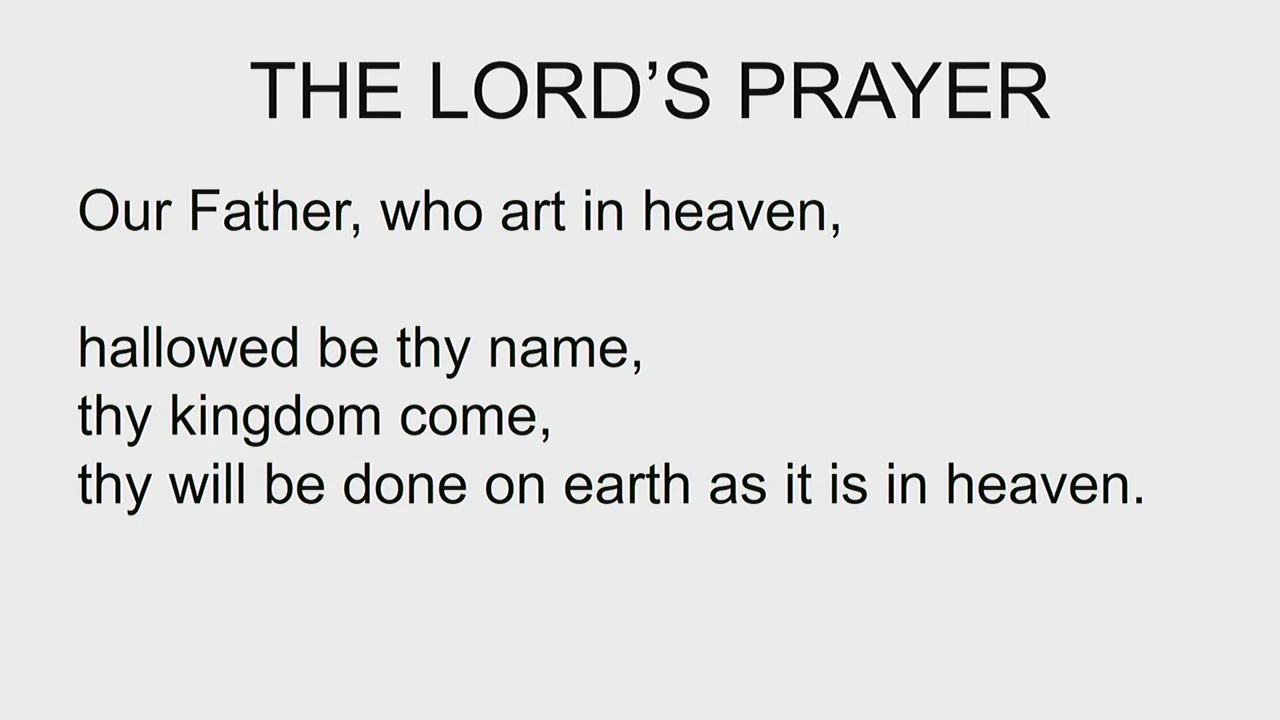 THE LORD’S PRAYER
Our Father, who art in heaven,
hallowed be thy name,
thy kingdom come,
thy will be done on earth as it is in heaven.